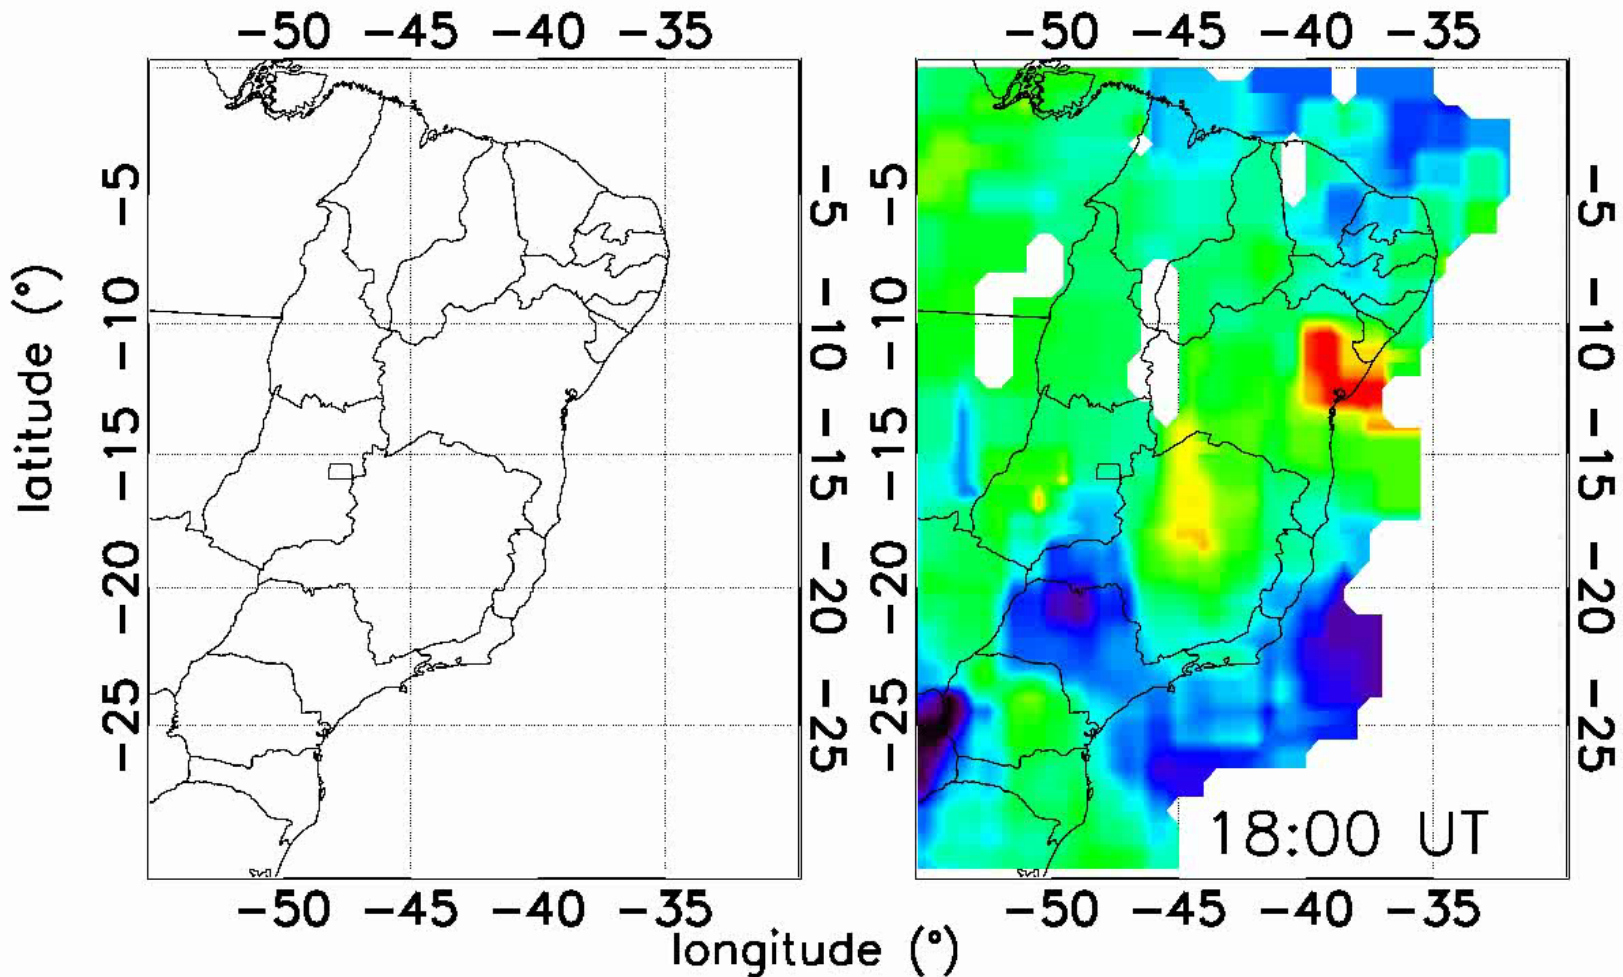 −50 −45 −40 −35 −50 −45 −40 −35
−5 −5 −5 −5
−10 −10 −10 −10
−15 −15 −15 −15
−20 −20 −20 −20
−25 −25 −25 −25
latitude (°)
18:00 UT
−50 −45 −40 −35 −50 −45 −40 −35
longitude (°)